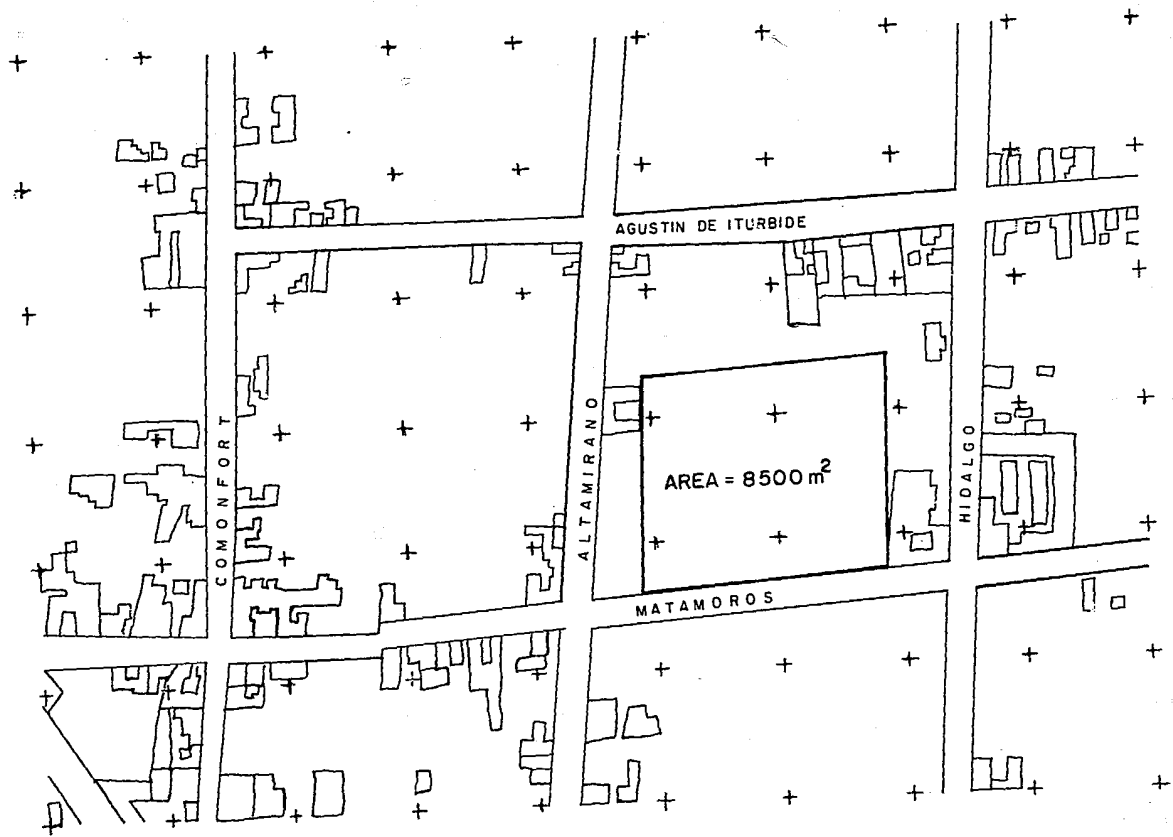 AGUSTIN DE ITURBIDE
COMONFORT
ALTAMIRANO
HIDALGO
AREA = 8500 m²
MATAMOROS